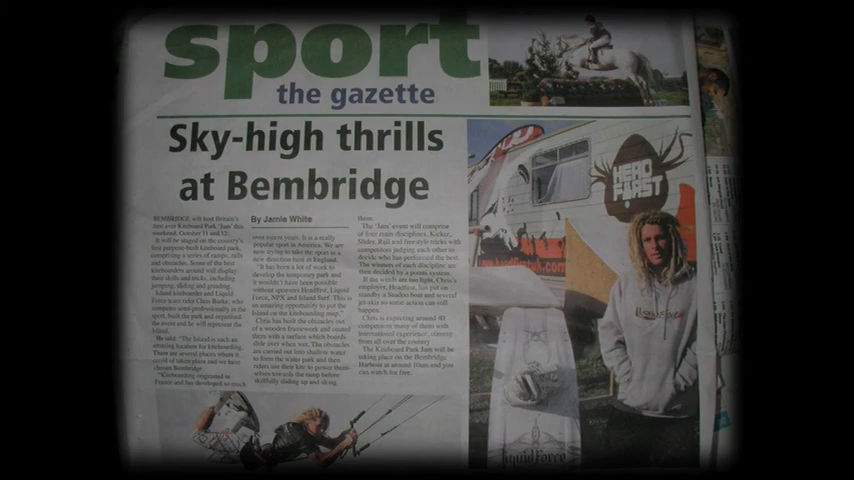 sport
the gazette
Sky-high thrills
at Bembridge
BEMBRIDGE will host Britain's
first ever Kiteboard Park 'Jam' this
weekend, October 11 and 12.
It will be staged on the country's
first purpose-built kiteboard park,
comprising a series of ramps, rails
and obstacles. Some of the best
kiteboarders around will display
their skills and tricks, including
jumping, sliding and grinding.
Island kiteboarder and Liquid
Force team rider Chris Burke, who
competes semi-professionally in the
sport, built the park and organised
the event and he will represent the
Island.
He said: "The Island is such an
amazing location for kiteboarding.
There are several places where it
could of taken place and we have
chosen Bembridge.
"Kiteboarding originated in
France and has developed so much
By Jamie White
over recent years. It is a really
popular sport in America. We are
now trying to take the sport in a
new direction here in England.
"It has been a lot of work to
develop the temporary park and
it wouldn't have been possible
without sponsors Headfirst, Liquid
Force, NPX and Island Surf. This is
an amazing opportunity to put the
Island on the kiteboarding map."
Chris has built the obstacles out
of a wooden framework and coated
them with a surface which boards
slide over when wet. The obstacles
are carried out into shallow water
to form the water park and then
riders use their kite to power them-
selves towards the ramp before
skillfully sliding up and along
them.
The 'Jam' event will comprise
of four main disciplines, Kicker,
Slider, Rail and freestyle tricks with
competitors judging each other to
decide who has performed the best.
The winners of each discipline are
then decided by a points system.
If the winds are too light, Chris's
employer, Headfirst, has put on
standby a Seadoo boat and several
jet-skis so some action can still
happen.
Chris is expecting around 40
competitors many of them with
international experience, coming
from all over the country.
The Kiteboard Park Jam will be
taking place on the Bembridge
Harbour at around 10am and you
can watch for free.
HEAD
FIRST
www.headfirstuk.com
liquid force